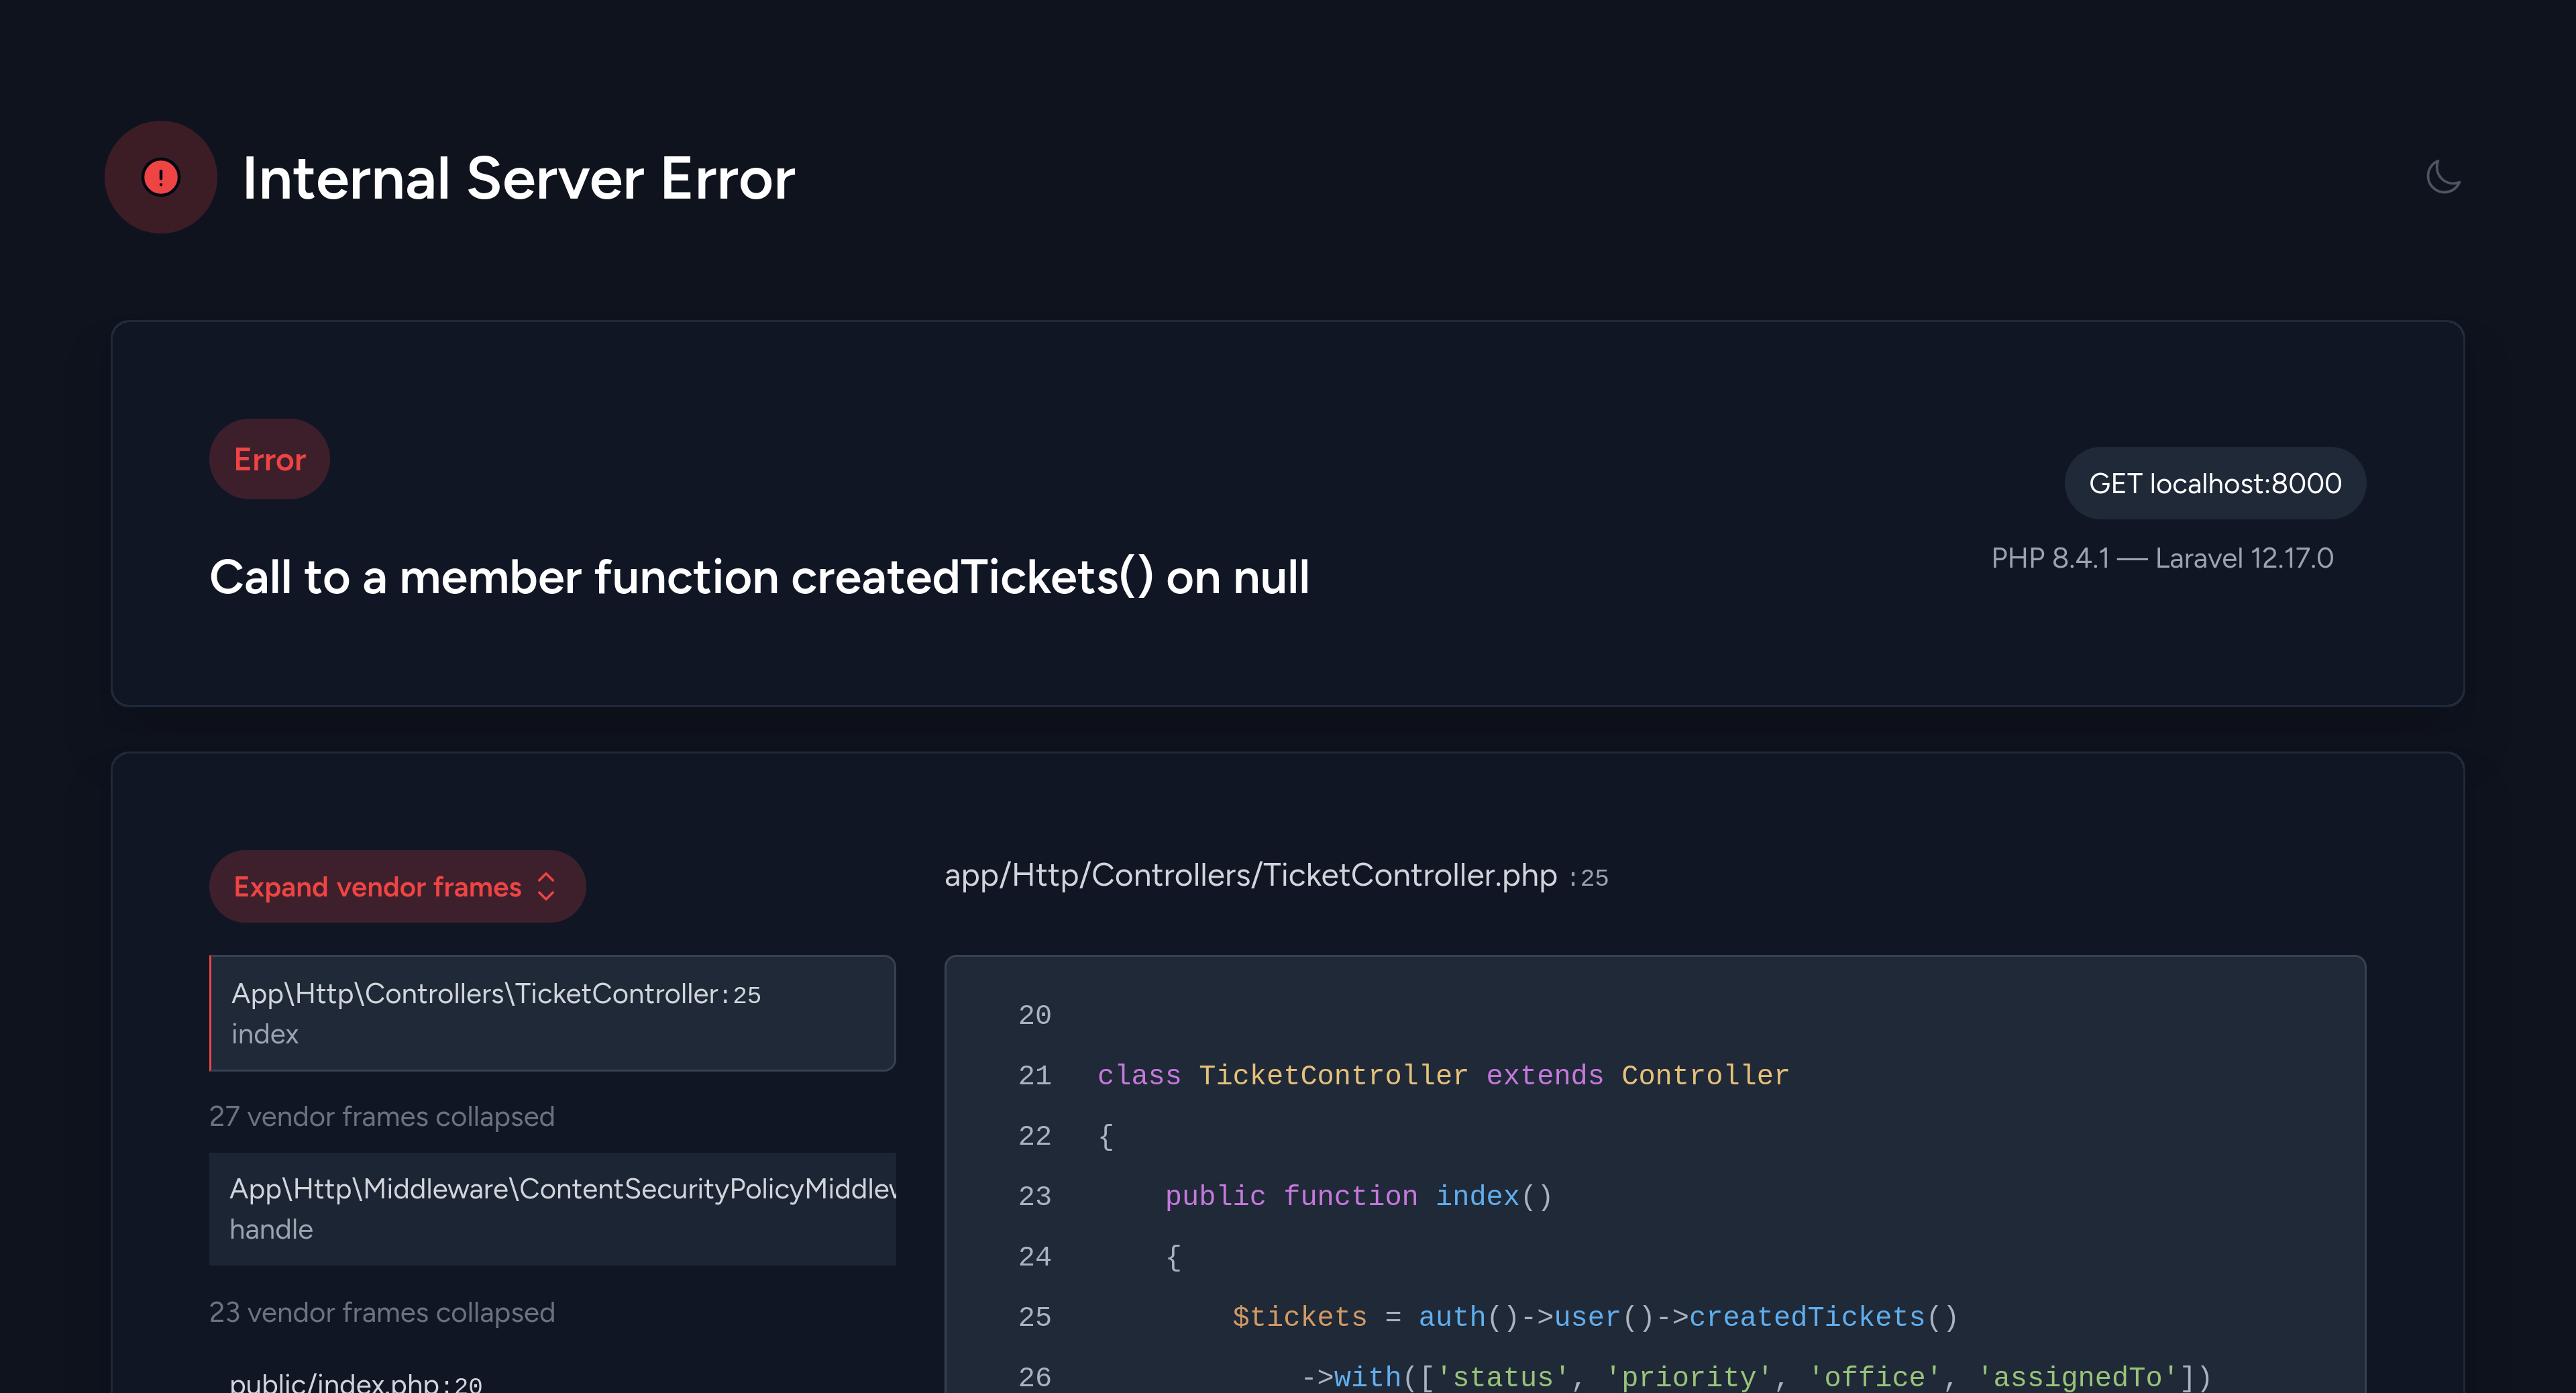 Internal Server Error
Error
GET localhost:8000
Call to a member function createdTickets() on null
PHP 8.4.1 — Laravel 12.17.0
Expand vendor frames
App\Http\Controllers\TicketController:25
index
27 vendor frames collapsed
App\Http\Middleware\ContentSecurityPolicyMiddlew
handle
23 vendor frames collapsed
public/index.php:20
app/Http/Controllers/TicketController.php :25
20
21 class TicketController extends Controller
22 {
23     public function index()
24     {
25         $tickets = auth()->user()->createdTickets()
26             ->with(['status', 'priority', 'office', 'assignedTo'])